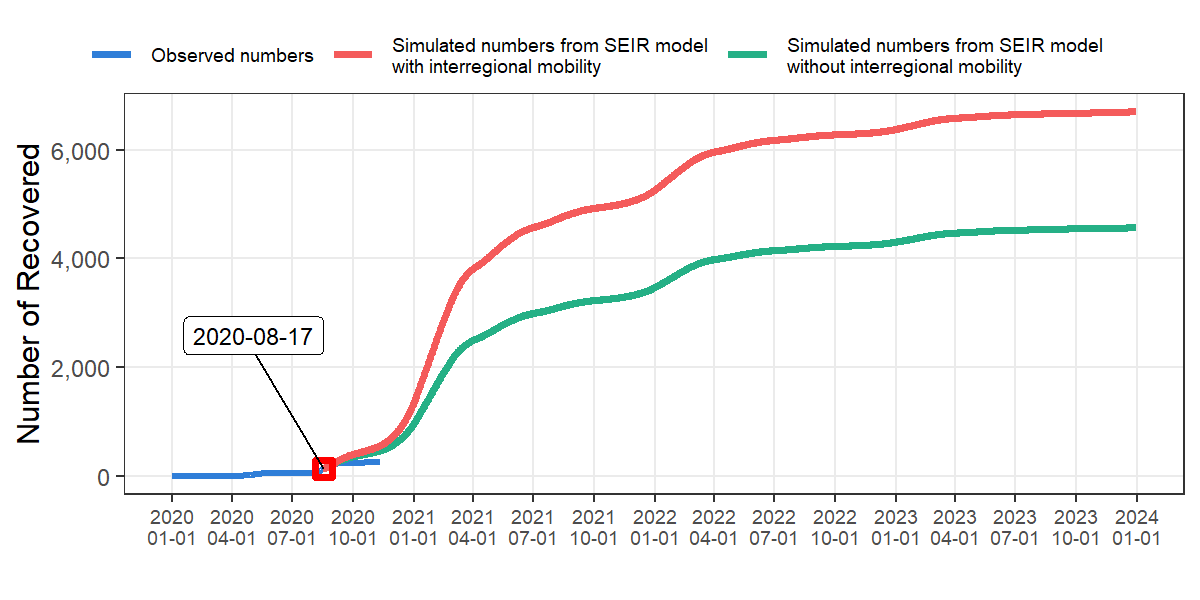 Observed numbers
Simulated numbers from SEIR model
with interregional mobility
Simulated numbers from SEIR model
without interregional mobility
Number of Recovered
6,000
4,000
2,000
0
2020-08-17
2020 2020 2020 2020 2021 2021 2021 2021 2022 2022 2022 2022 2023 2023 2023 2023 2024
01-01 04-01 07-01 10-01 01-01 04-01 07-01 10-01 01-01 04-01 07-01 10-01 01-01 04-01 07-01 10-01 01-01